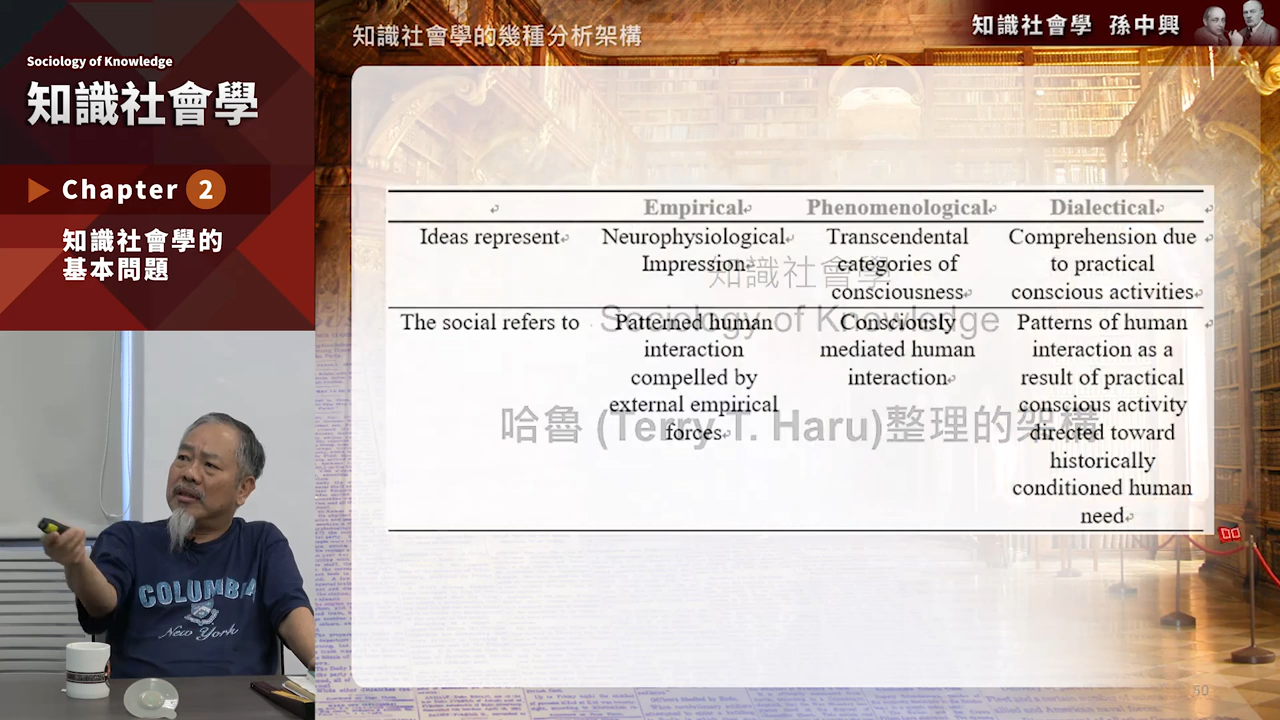 Sociology of Knowledge
知識社會學
Chapter 2
知識社會學的
基本問題
COLUMBIA
New York
知識社會學的幾種分析架構
知識社會學 孫中興
Empirical
Phenomenological
Dialectical
Ideas represent
Neurophysiological
Impression
Transcendental
categories of
consciousness
Comprehension due
to practical
conscious activities
The social refers to
Patterned human
interaction
compelled by
external empirical
forces
Consciously
mediated human
interaction
Patterns of human
interaction as a
result of practical
conscious activity
directed toward
historically
conditioned human
need
知識社會學
Sociology of Knowledge
哈魯 (Terry T. Haru)整理的架構
50